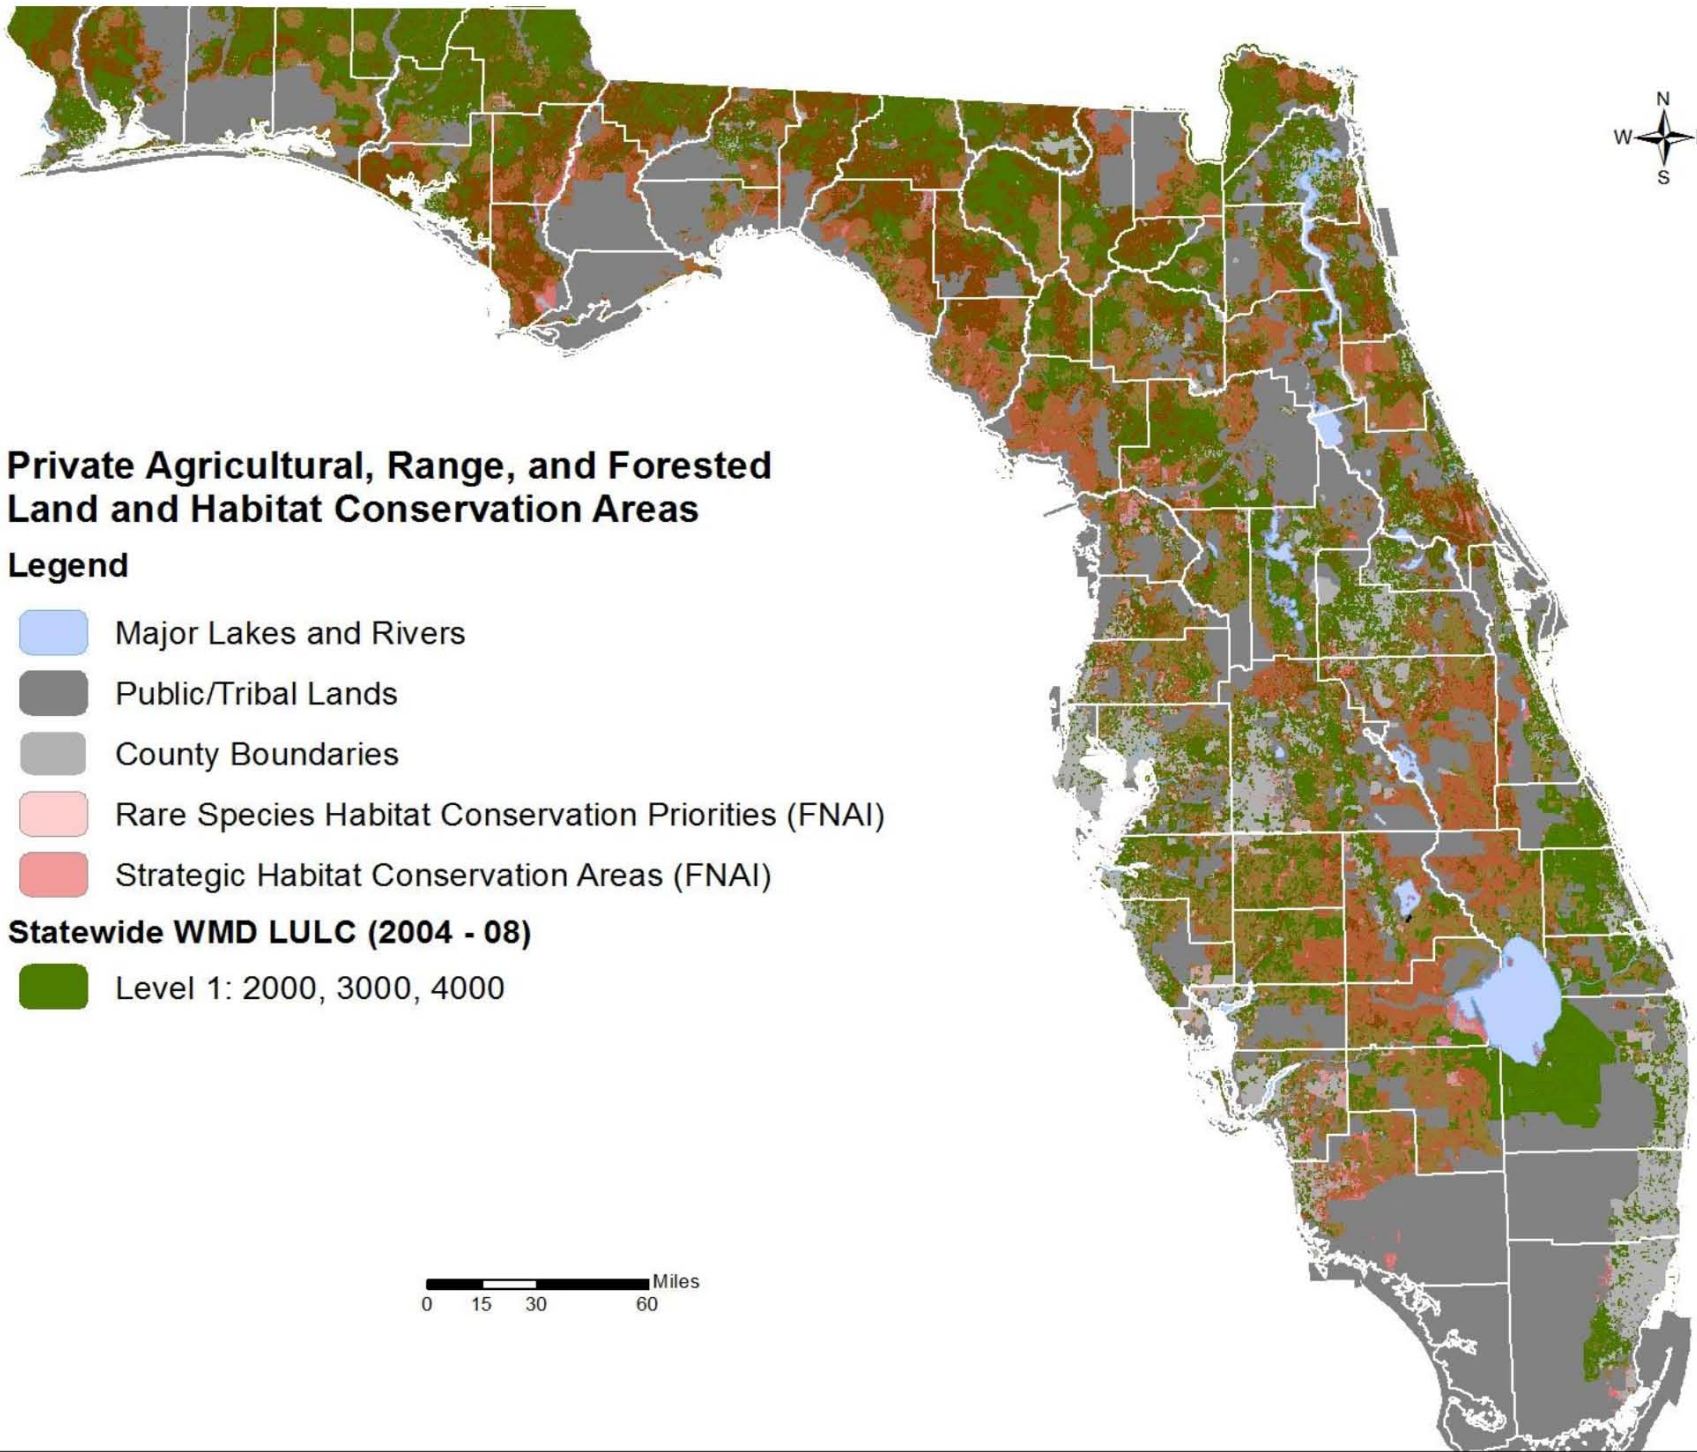 N
W
S
Private Agricultural, Range, and Forested
Land and Habitat Conservation Areas
Legend
Major Lakes and Rivers
Public/Tribal Lands
County Boundaries
Rare Species Habitat Conservation Priorities (FNAI)
Strategic Habitat Conservation Areas (FNAI)
Statewide WMD LULC (2004 - 08)
Level 1: 2000, 3000, 4000
Miles
0 15 30 60